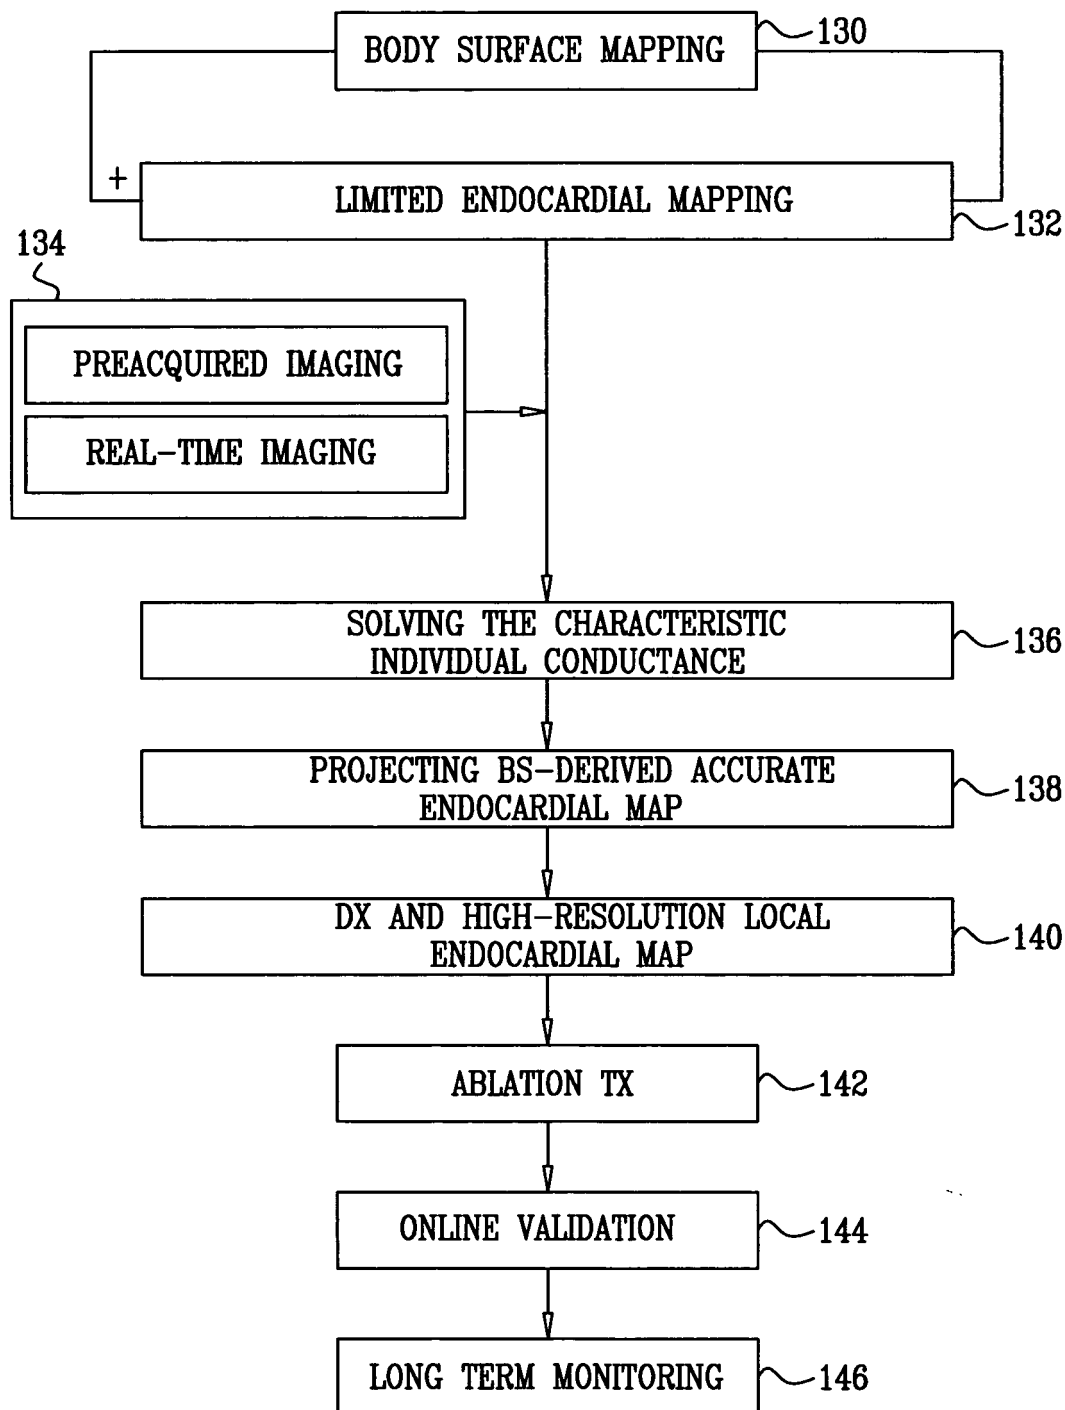 BODY SURFACE MAPPING
130
+
LIMITED ENDOCARDIAL MAPPING
132
134
PREACQUIRED IMAGING
REAL-TIME IMAGING
SOLVING THE CHARACTERISTIC
INDIVIDUAL CONDUCTANCE
136
PROJECTING BS-DERIVED ACCURATE
ENDOCARDIAL MAP
138
DX AND HIGH-RESOLUTION LOCAL
ENDOCARDIAL MAP
140
ABLATION TX
142
ONLINE VALIDATION
144
LONG TERM MONITORING
146